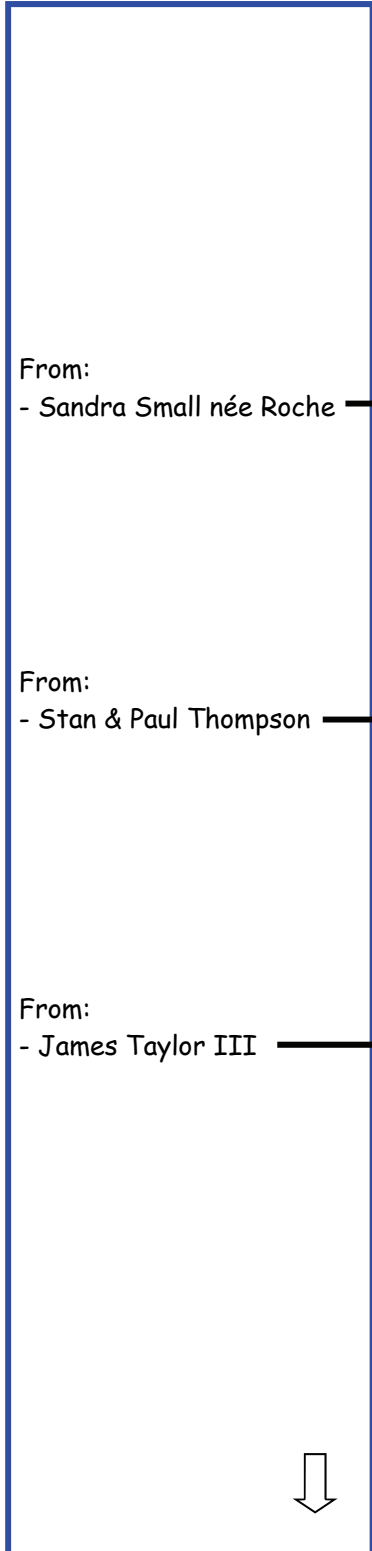 From:
- Sandra Small née Roche
From:
- Stan & Paul Thompson
From:
- James Taylor III